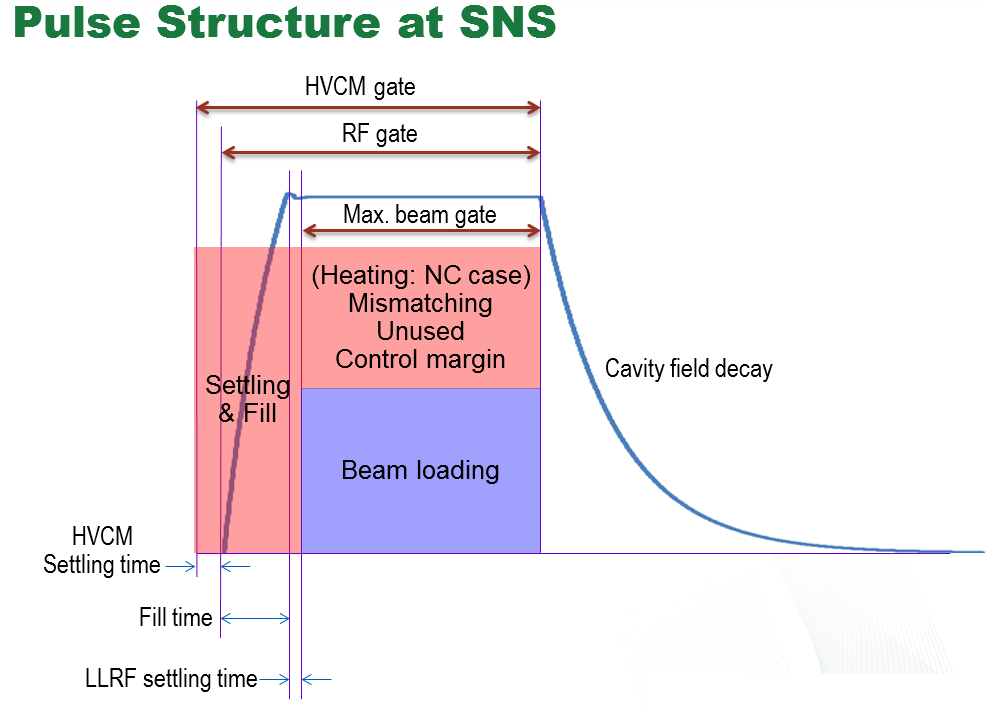 Pulse Structure at SNS
HVCM gate
RF gate
Max. beam gate
(Heating: NC case)
Mismatching
Unused
Control margin
Settling
& Fill
Cavity field decay
Beam loading
HVCM
Settling time
Fill time
LLRF settling time